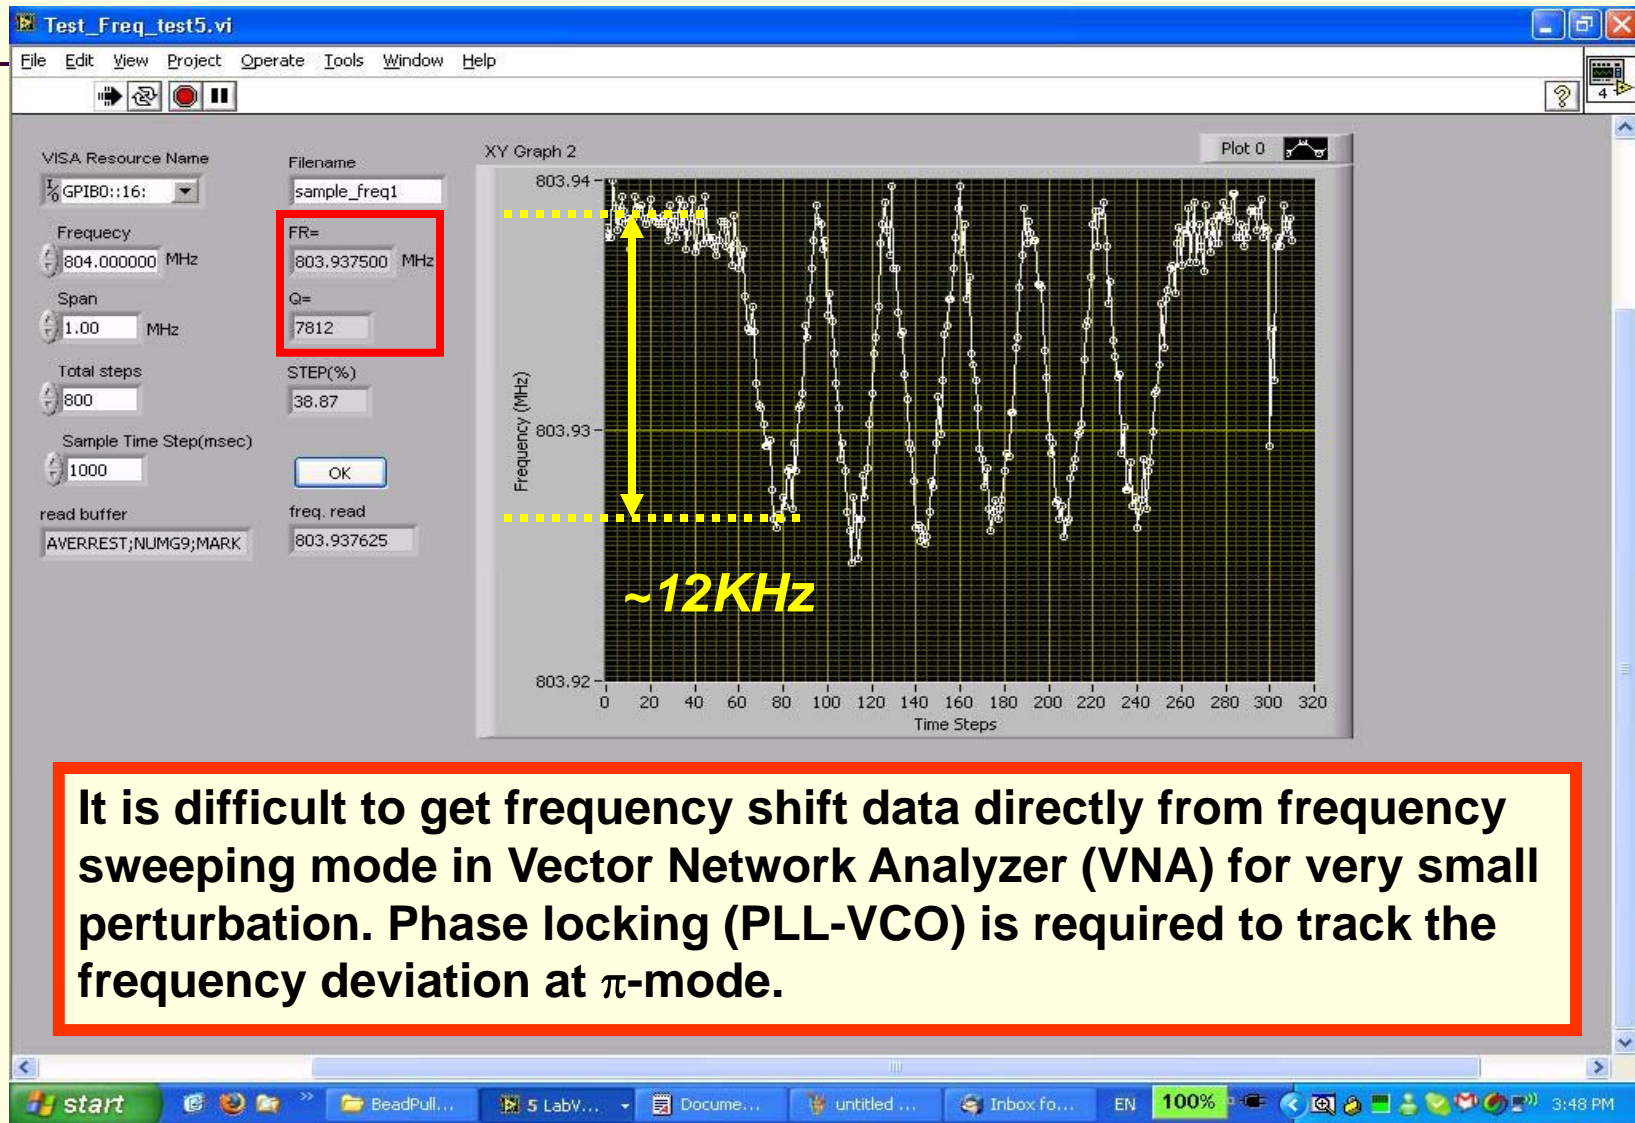 Test_Freq_test5.vi
File Edit View Project Operate Tools Window Help
4
VISA Resource Name
GPIB0::16:
Filename
sample_freq1
Frequecy
804.000000 MHz
FR=
803.937500 MHz
Span
1.00 MHz
Q=
7812
Total steps
800
STEP(%)
38.87
Sample Time Step(msec)
1000
OK
read buffer
AVERREST;NUMG9;MARK
freq. read
803.937625
XY Graph 2
Plot 0
803.94
803.93
803.92
Frequency (MHz)
0 20 40 60 80 100 120 140 160 180 200 220 240 260 280 300 320
Time Steps
~12KHz
It is difficult to get frequency shift data directly from frequency
sweeping mode in Vector Network Analyzer (VNA) for very small
perturbation. Phase locking (PLL-VCO) is required to track the
frequency deviation at π-mode.
start
BeadPull...
5 LabV...
Docume...
untitled ...
Inbox fo...
EN
100%
3:48 PM